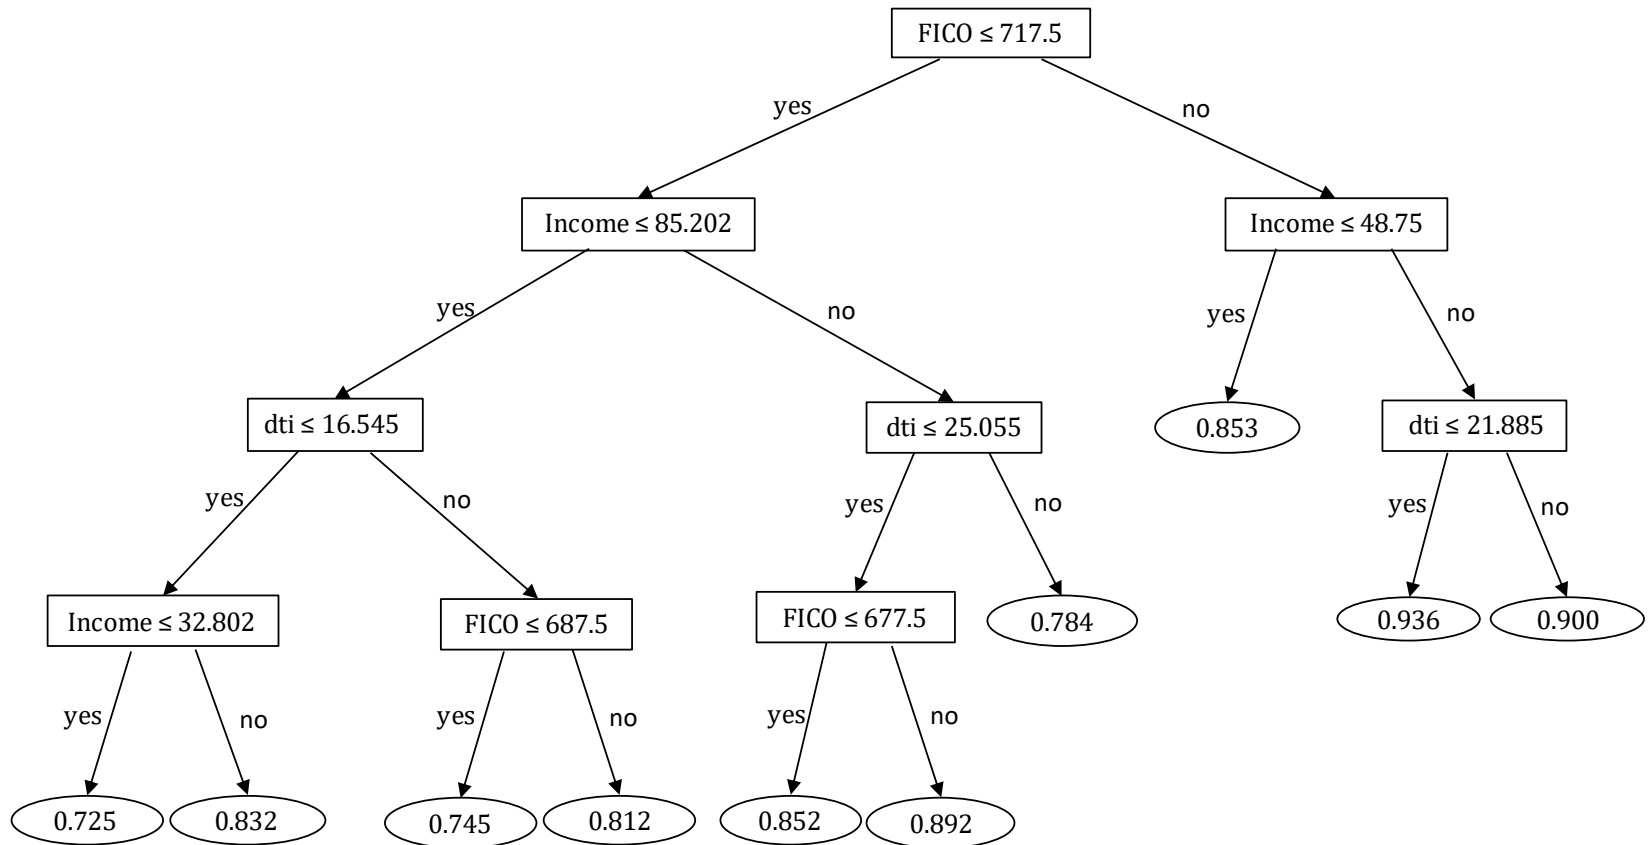 FICO ≤ 717.5
yes
no
Income ≤ 85.202
Income ≤ 48.75
yes
no
yes
no
dti ≤ 16.545
dti ≤ 25.055
0.853
dti ≤ 21.885
yes
no
yes
no
yes
no
Income ≤ 32.802
FICO ≤ 687.5
FICO ≤ 677.5
0.784
0.936
0.900
yes
no
yes
no
yes
no
0.725
0.832
0.745
0.812
0.852
0.892